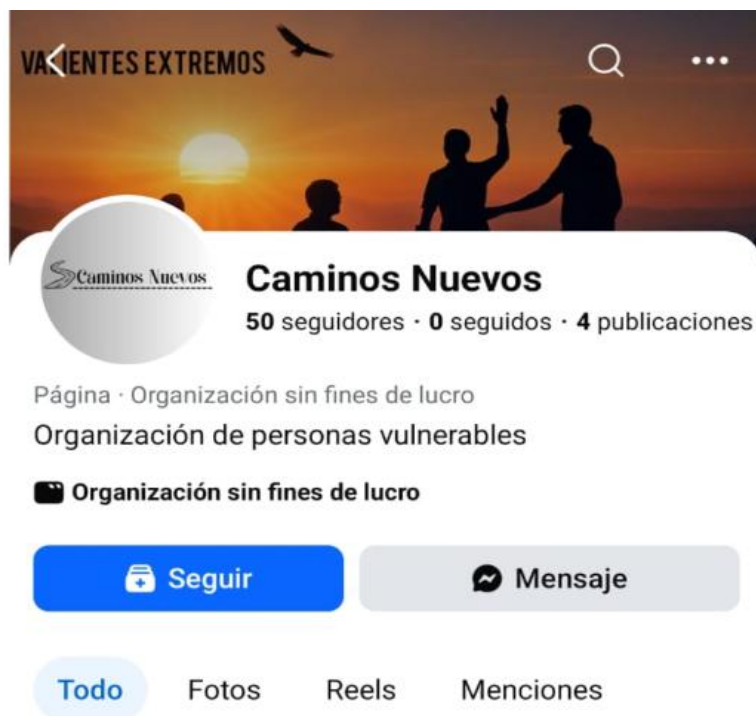 VALIENTES EXTREMOS
Caminos Nuevos
Caminos Nuevos
50 seguidores · 0 seguidos · 4 publicaciones
Página · Organización sin fines de lucro
Organización de personas vulnerables
Organización sin fines de lucro
Seguir
Mensaje
Todo
Fotos
Reels
Menciones